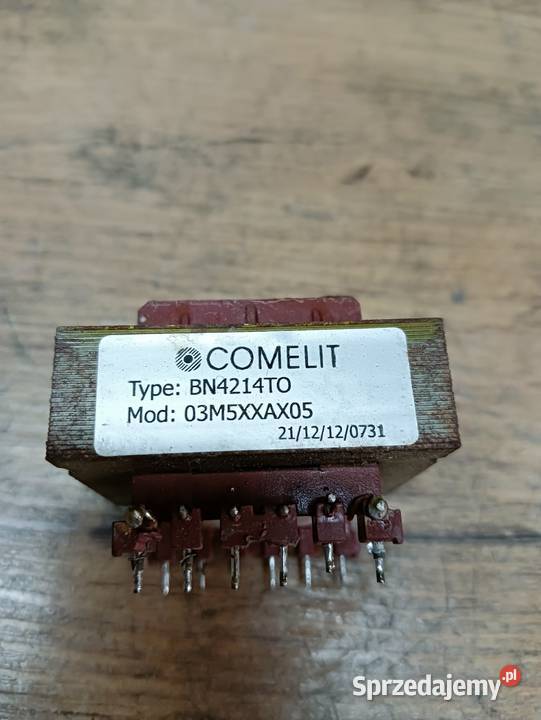 COMELIT
Type: BN4214TO
Mod: 03M5XXAX05
21/12/12/0731
Sprzedajemy.pl